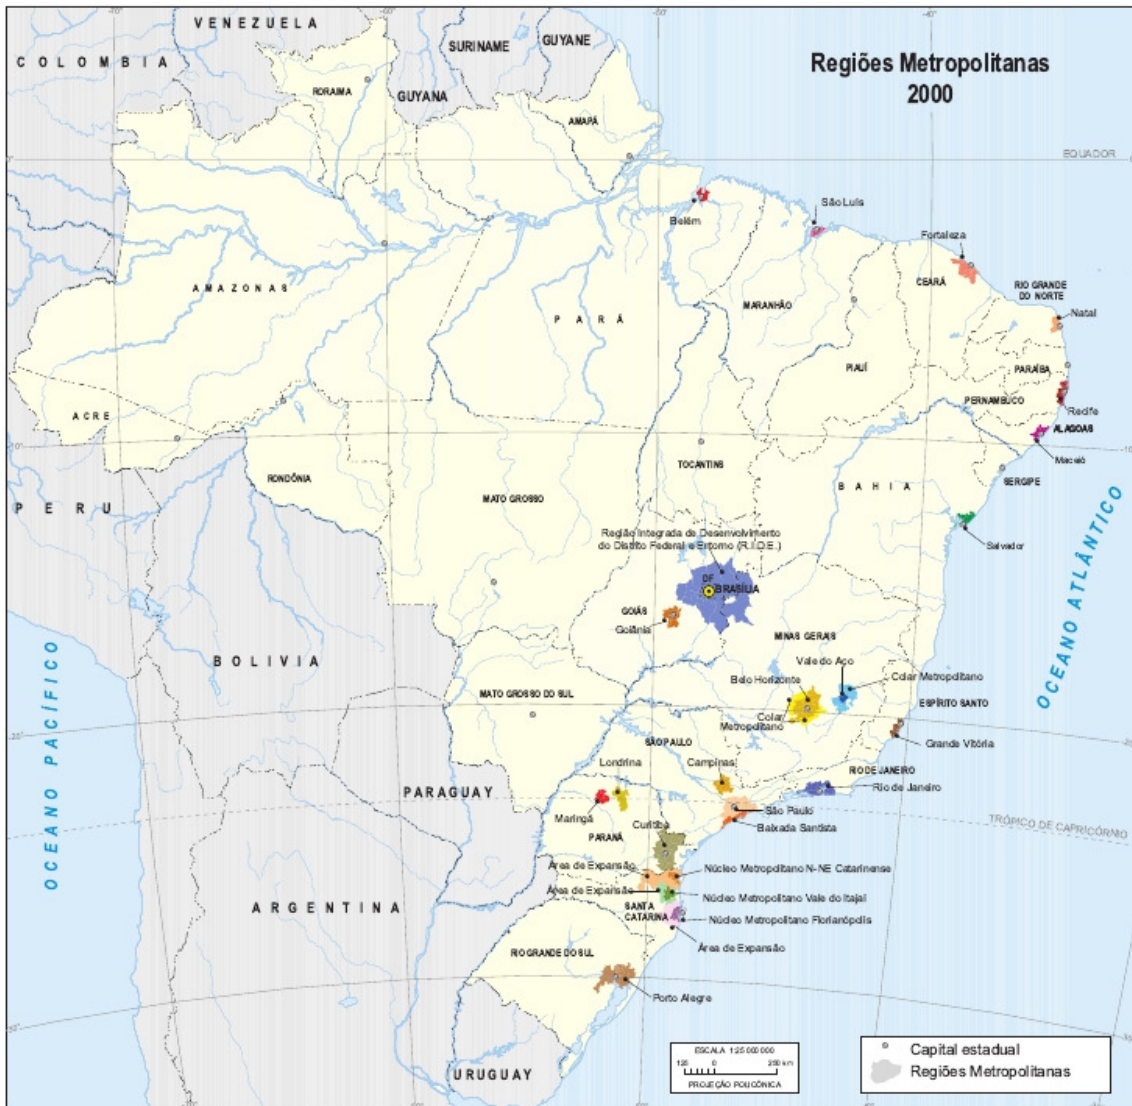 VENEZUELA
COLOMBIA
SURINAME
GUYANE
GUYANA
RORAIMA
AMAPÁ
Regiões Metropolitanas
2000
EQUADOR
Belém
São Luís
Fortaleza
CEARÁ
RIO GRANDE
DO NORTE
Natal
AMAZONAS
PARÁ
MARANHÃO
PIAUÍ
PARAÍBA
PERNAMBUCO
Recife
ALAGOAS
Maceió
SERGIPE
ACRE
RONDÔNIA
TOCANTINS
BAHIA
MATO GROSSO
PERU
Salvador
Região Integrada de Desenvolvimento
do Distrito Federal e Entorno (R.I.D.E.)
DF
BRASÍLIA
GOIÁS
Goiânia
OCEANO ATLÂNTICO
OCEANO PACÍFICO
BOLIVIA
MINAS GERAIS
Vale do Aço
Colar Metropolitano
Belo Horizonte
Colar
Metropolitano
ESPÍRITO SANTO
Grande Vitória
MATO GROSSO DO SUL
SÃO PAULO
Londrina
Campinas
RIO DE JANEIRO
Rio de Janeiro
PARAGUAY
Maringá
PARANÁ
Curitiba
São Paulo
Baixada Santista
TRÓPICO DE CAPRICÓRNIO
Área de Expansão
Núcleo Metropolitano N-NE Catarinense
Área de Expansão
Núcleo Metropolitano Vale do Itajaí
SANTA
CATARINA
Núcleo Metropolitano Florianópolis
Área de Expansão
ARGENTINA
RIO GRANDE DO SUL
Porto Alegre
URUGUAY
ESCALA 1:25 000 000
125 0 250 km
PROJEÇÃO POLICÔNICA
Capital estadual
Regiões Metropolitanas